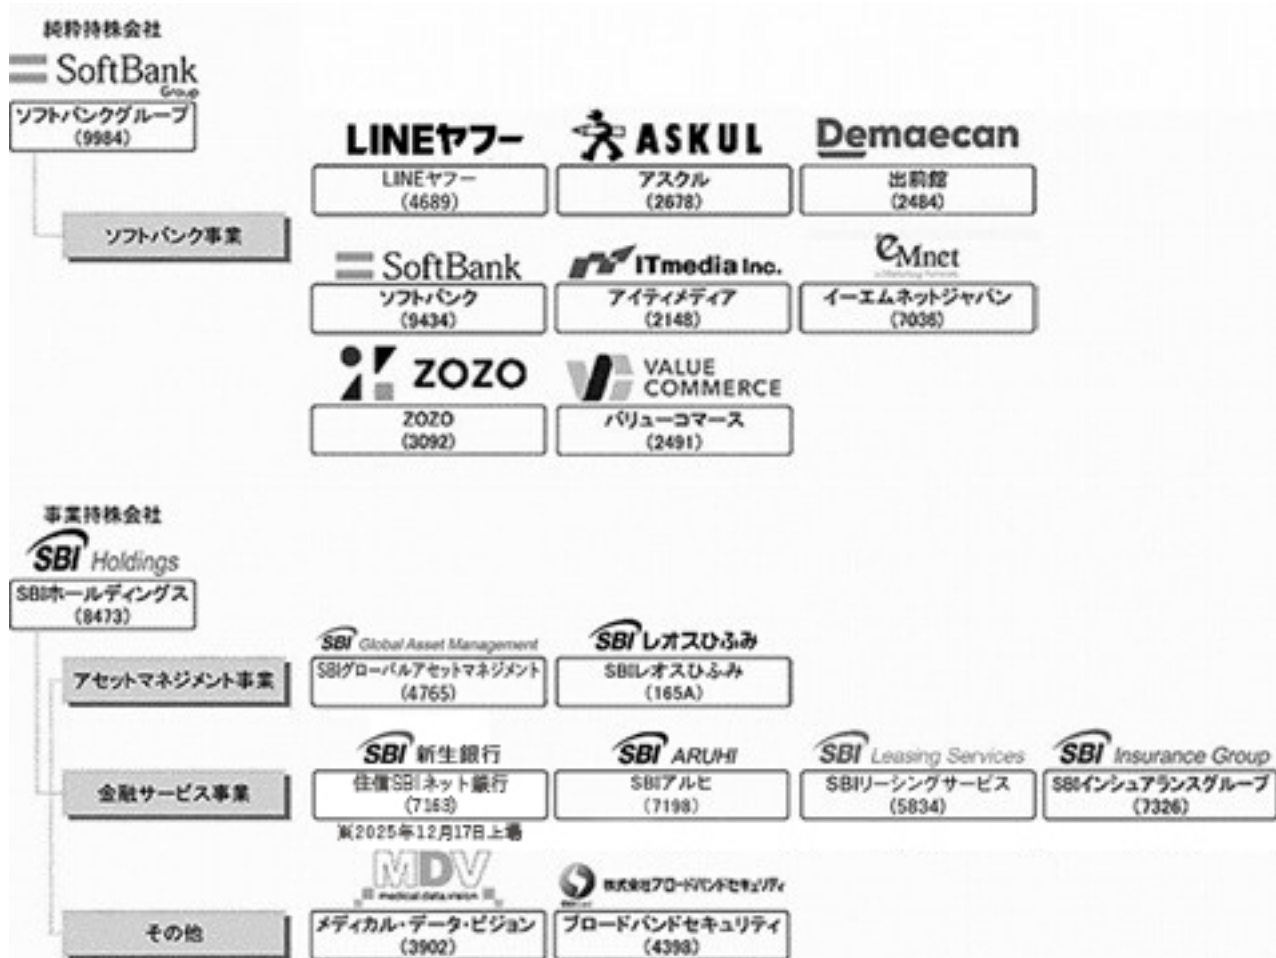 純粋持株会社
SoftBank
Group
ソフトバンクグループ
(9984)
ソフトバンク事業
LINEヤフー
LINEヤフー
(4689)
ASKUL
アスクル
(2678)
Demaecan
出前館
(2484)
SoftBank
ソフトバンク
(9434)
ITmedia Inc.
アイティメディア
(2148)
eMnet
イーエムネットジャパン
(7036)
ZOZO
ZOZO
(3092)
VALUE
COMMERCE
バリューコマース
(2491)
事業持株会社
SBI Holdings
SBIホールディングス
(8473)
アセットマネジメント事業
SBI Global Asset Management
SBIグローバルアセットマネジメント
(4765)
SBI レオスひふみ
SBIレオスひふみ
(165A)
金融サービス事業
SBI 新生銀行
住信SBIネット銀行
(7163)
※2025年12月17日上場
SBI ARUHI
SBIアルヒ
(7198)
SBI Leasing Services
SBIリーシングサービス
(5834)
SBI Insurance Group
SBIインシュアランスグループ
(7326)
その他
MDV
medical data vision
メディカル・データ・ビジョン
(3902)
株式会社ブロードバンドセキュリティ
ブロードバンドセキュリティ
(4398)